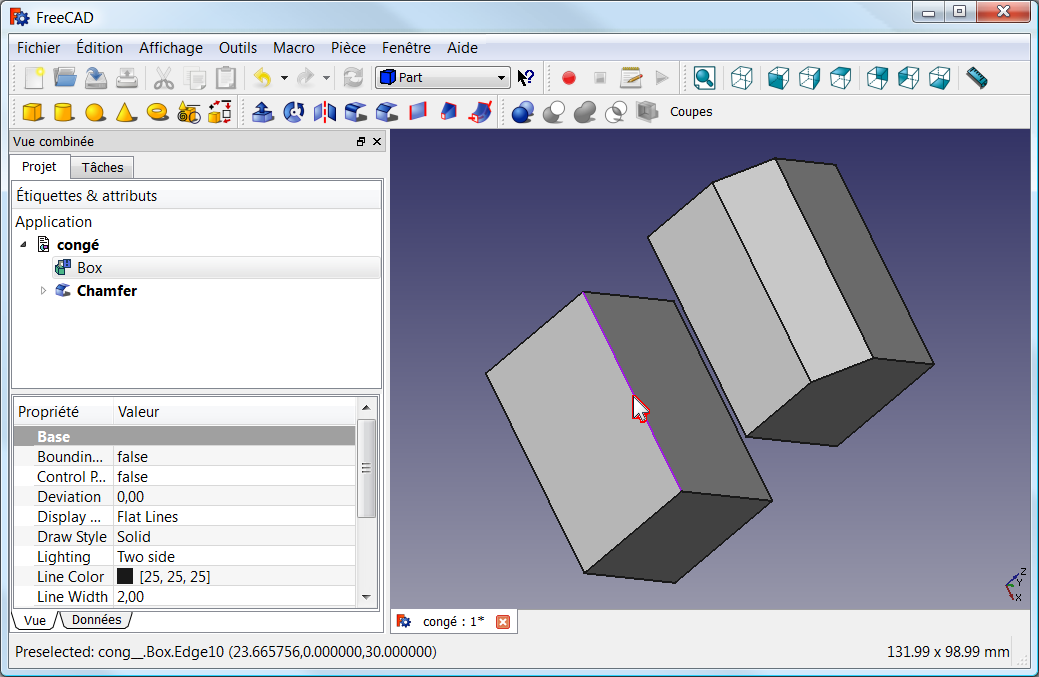 FreeCAD
Fichier Édition Affichage Outils Macro Pièce Fenêtre Aide
Part
Coupes
Vue combinée
Projet Tâches
Étiquettes & attributs
Application
congé
Box
Chamfer
Propriété Valeur
Base
Boundin... false
Control P... false
Deviation 0,00
Display ... Flat Lines
Draw Style Solid
Lighting Two side
Line Color [25, 25, 25]
Line Width 2,00
Vue Données
Z
Y
X
congé : 1*
Preselected: cong__.Box.Edge10 (23.665756,0.000000,30.000000) 131.99 x 98.99 mm